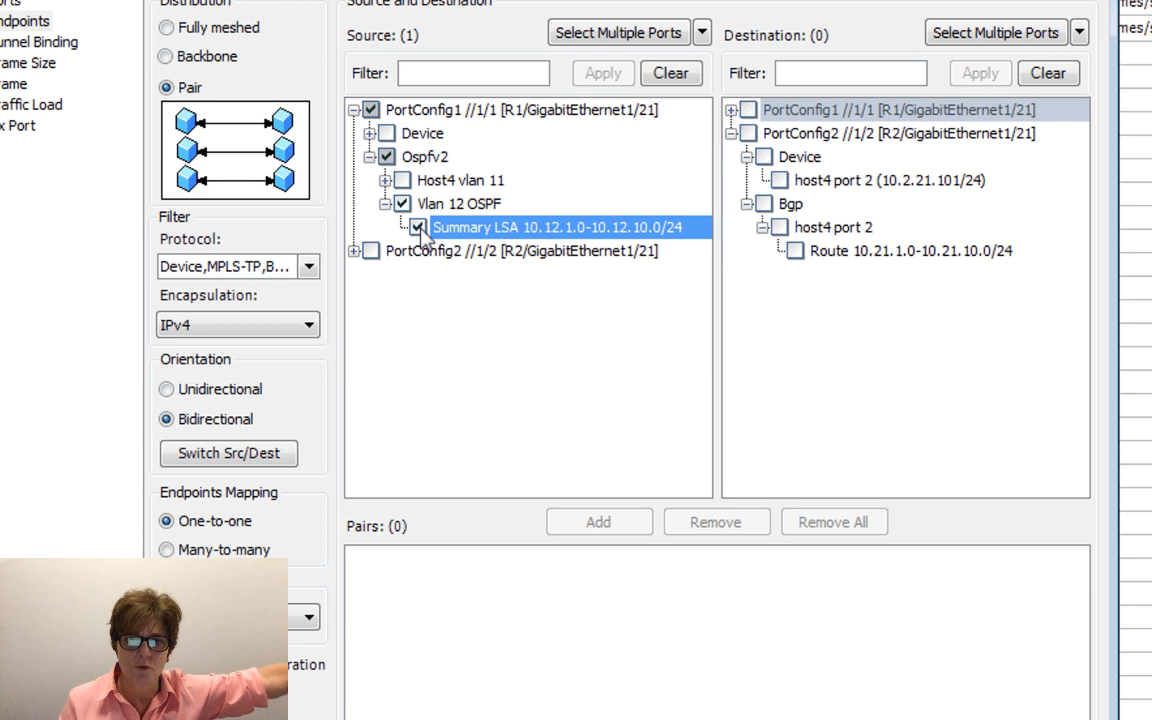 orts
ndpoints
unnel Binding
rame Size
rame
raffic Load
x Port
Distribution
Fully meshed
Backbone
Pair
Filter
Protocol:
Device,MPLS-TP,B...
Encapsulation:
IPv4
Orientation
Unidirectional
Bidirectional
Switch Src/Dest
Endpoints Mapping
One-to-one
Many-to-many
ration
Source and Destination
Source: (1)
Select Multiple Ports
Filter:
Apply
Clear
PortConfig1 //1/1 [R1/GigabitEthernet1/21]
Device
Ospfv2
Host4 vlan 11
Vlan 12 OSPF
Summary LSA 10.12.1.0-10.12.10.0/24
PortConfig2 //1/2 [R2/GigabitEthernet1/21]
Destination: (0)
Select Multiple Ports
Filter:
Apply
Clear
PortConfig1 //1/1 [R1/GigabitEthernet1/21]
PortConfig2 //1/2 [R2/GigabitEthernet1/21]
Device
host4 port 2 (10.2.21.101/24)
Bgp
host4 port 2
Route 10.21.1.0-10.21.10.0/24
Pairs: (0)
Add
Remove
Remove All
mes/s
mes/s